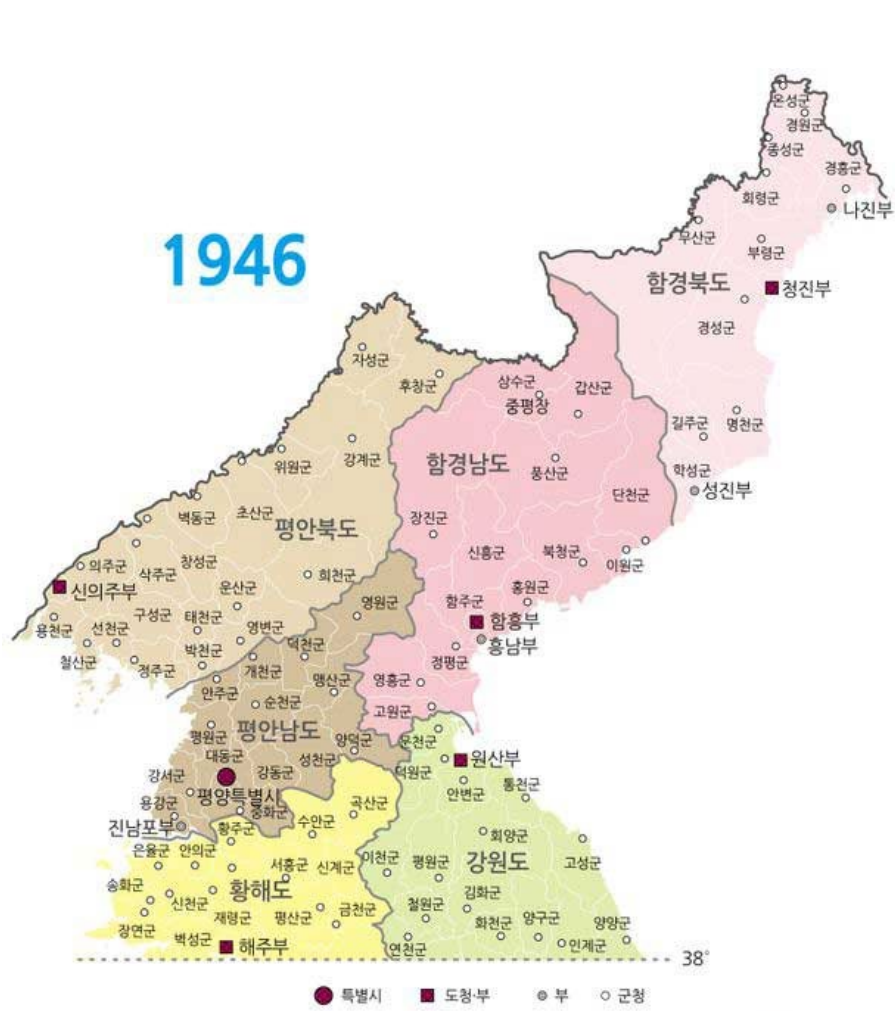 온성군
경원군
종성군
경흥군
회령군
나진부
무산군
부령군
1946
함경북도
청진부
경성군
자성군
후창군
삼수군
갑산군
중평장
길주군
명천군
위원군
강계군
함경남도
풍산군
학성군
성진부
단천군
벽동군
초산군
평안북도
장진군
신흥군
북청군
이원군
의주군
삭주군
창성군
희천군
신의주부
운산군
홍원군
영원군
함주군
구성군
태천군
함흥부
용천군
선천군
영변군
흥남부
철산군
정주군
박천군
덕천군
정평군
개천군
맹산군
영흥군
안주군
순천군
고원군
평원군
평안남도
양덕군
문천군
대동군
성천군
원산부
강서군
강동군
덕원군
통천군
평양특별시
안변군
용강군
중화군
곡산군
진남포부
황주군
수안군
회양군
은율군
안의군
서흥군
신계군
이천군
평원군
강원도
고성군
송화군
황해도
신천군
김화군
재령군
평산군
금천군
철원군
장연군
화천군
양구군
양양군
벽성군
해주부
연천군
인제군
38°
특별시
도청·부
부
군청